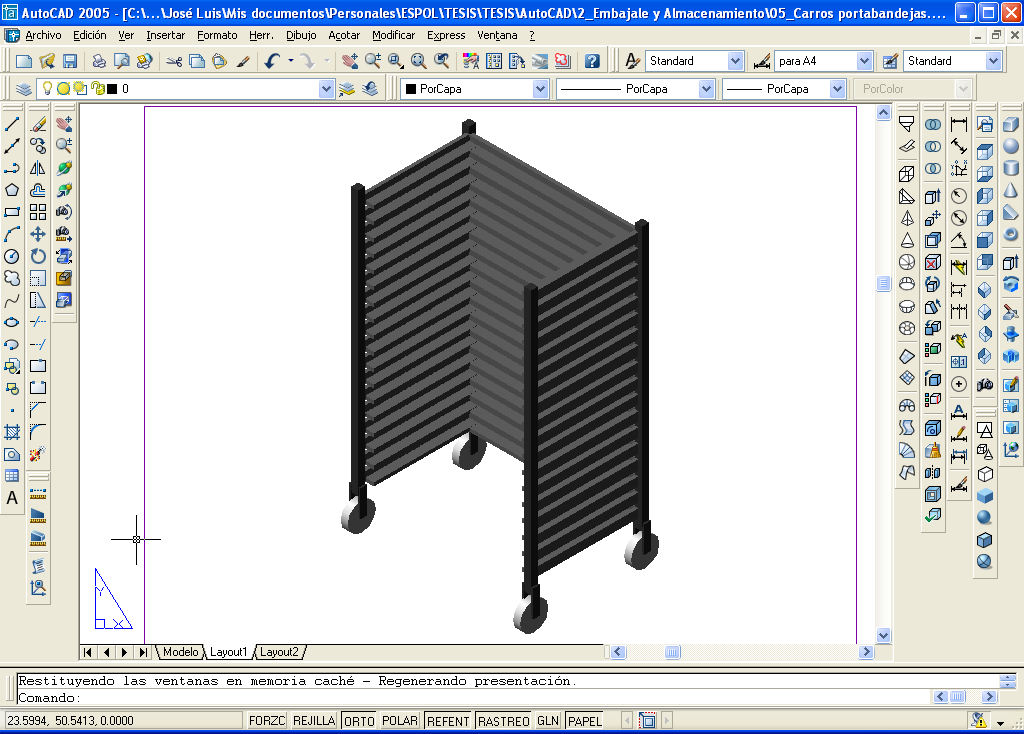 AutoCAD 2005 - [C:\...\José Luis\Mis documentos\Personales\ESPOL\TESIS\TESIS\AutoCAD\2_Embajale y Almacenamiento\05_Carros portabandejas....
Archivo Edición Ver Insertar Formato Herr. Dibujo Acotar Modificar Express Ventana ?
Standard para A4 Standard
0 PorCapa PorCapa PorCapa PorColor
A
A
Y
X
Modelo Layout1 Layout2
Restituyendo las ventanas en memoria caché - Regenerando presentación.
Comando:
23.5994, 50.5413, 0.0000 FORZC REJILLA ORTO POLAR REFENT RASTREO GLN PAPEL